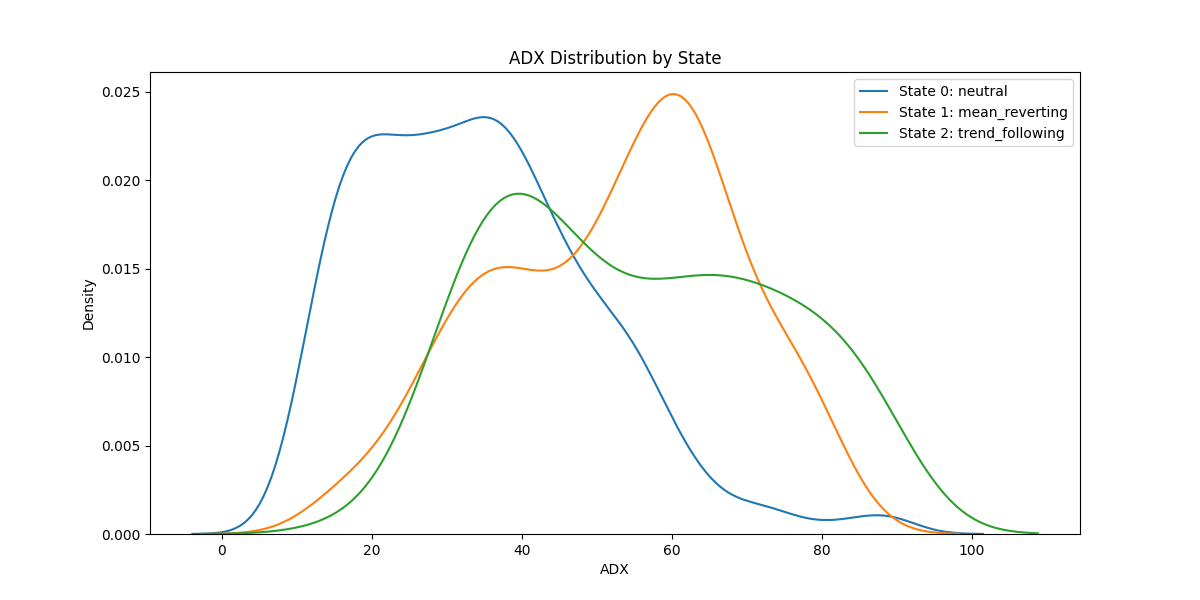 ADX Distribution by State
State 0: neutral
State 1: mean_reverting
State 2: trend_following
0.025
0.020
0.015
0.010
0.005
0.000
Density
0 20 40 60 80 100
ADX